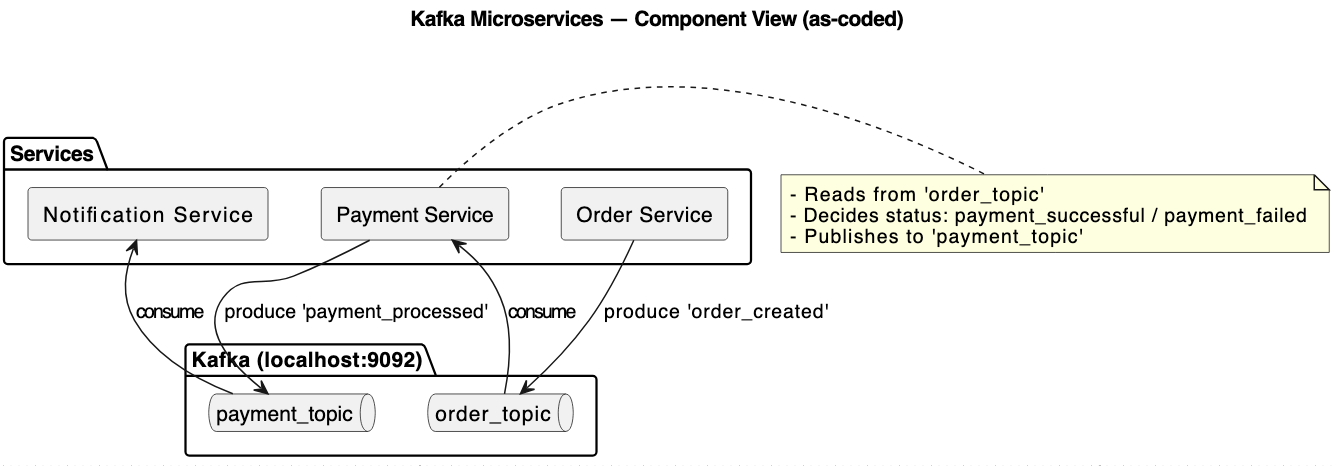 Kafka Microservices — Component View (as-coded)
Services
Notification Service
Payment Service
Order Service
- Reads from 'order_topic'
- Decides status: payment_successful / payment_failed
- Publishes to 'payment_topic'
consume
produce 'payment_processed'
consume
produce 'order_created'
Kafka (localhost:9092)
payment_topic
order_topic